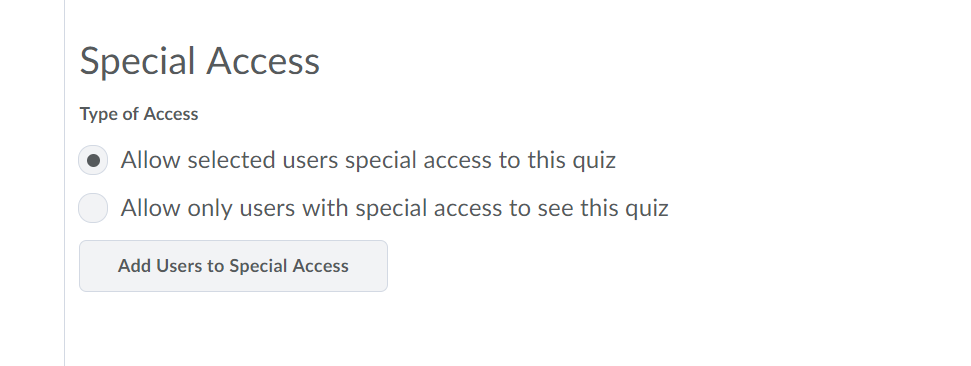 Special Access
Type of Access
Allow selected users special access to this quiz
Allow only users with special access to see this quiz
Add Users to Special Access